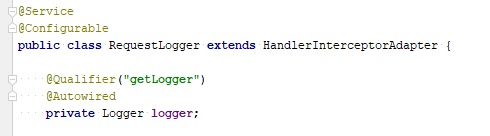 @Service
@Configurable
public class RequestLogger extends HandlerInterceptorAdapter {
@Qualifier("getLogger")
@Autowired
private Logger logger;